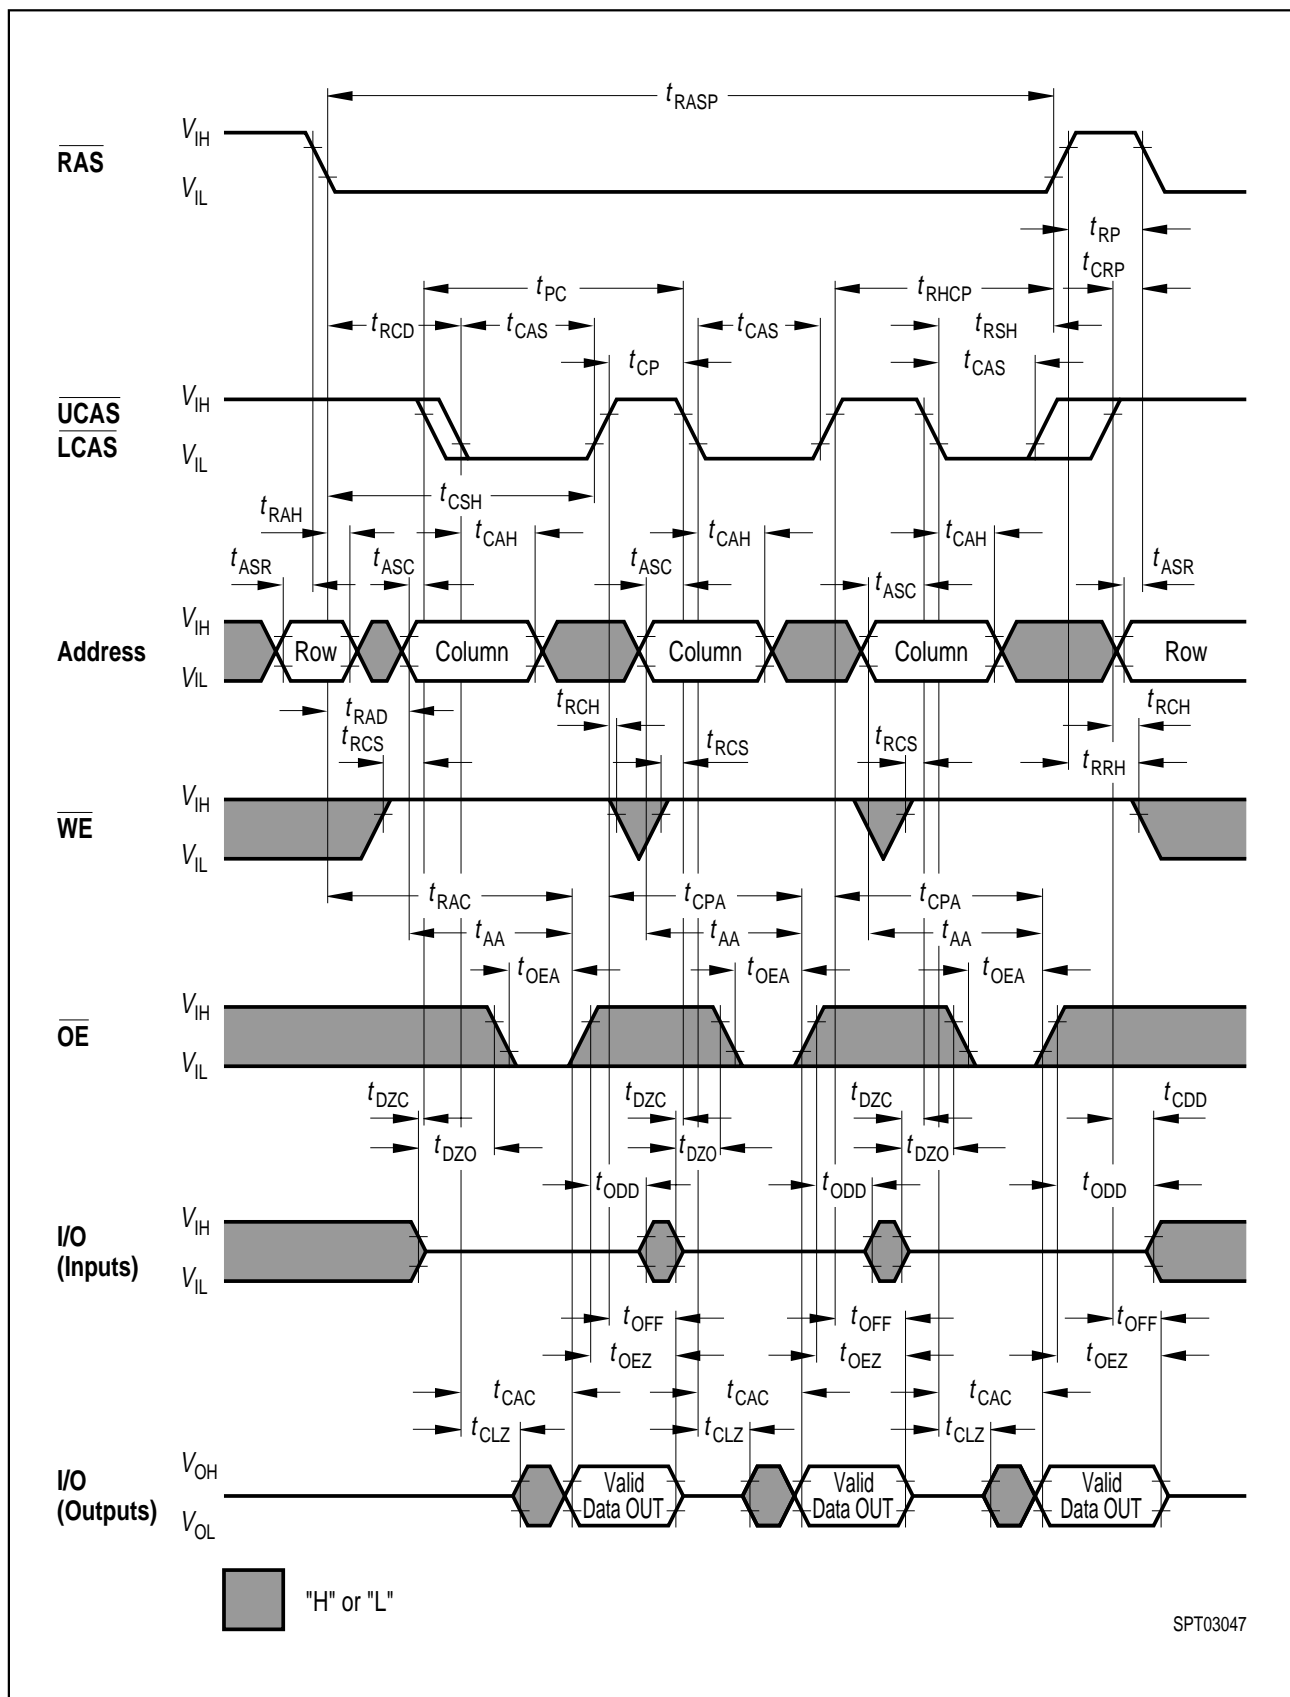 tRASP
VIH
RAS
VIL
tRP
tCRP
tPC
tRHCP
tRCD
tCAS
tCAS
tRSH
tCP
tCAS
VIH
UCAS
LCAS
VIL
tCSH
tRAH
tCAH
tCAH
tCAH
tASR
tASC
tASC
tASC
tASR
VIH
Address
Row
Column
Column
Column
Row
VIL
tRAD
tRCH
tRCH
tRCS
tRCS
tRCS
tRRH
VIH
WE
VIL
tRAC
tCPA
tCPA
tAA
tAA
tAA
tOEA
tOEA
tOEA
VIH
OE
VIL
tDZC
tDZC
tDZC
tCDD
tDZO
tDZO
tDZO
tODD
tODD
tODD
VIH
I/O
(Inputs)
VIL
tOFF
tOFF
tOFF
tOEZ
tOEZ
tOEZ
tCAC
tCAC
tCAC
tCLZ
tCLZ
tCLZ
VOH
I/O
(Outputs)
Valid
Data OUT
Valid
Data OUT
Valid
Data OUT
VOL
"H" or "L"
SPT03047